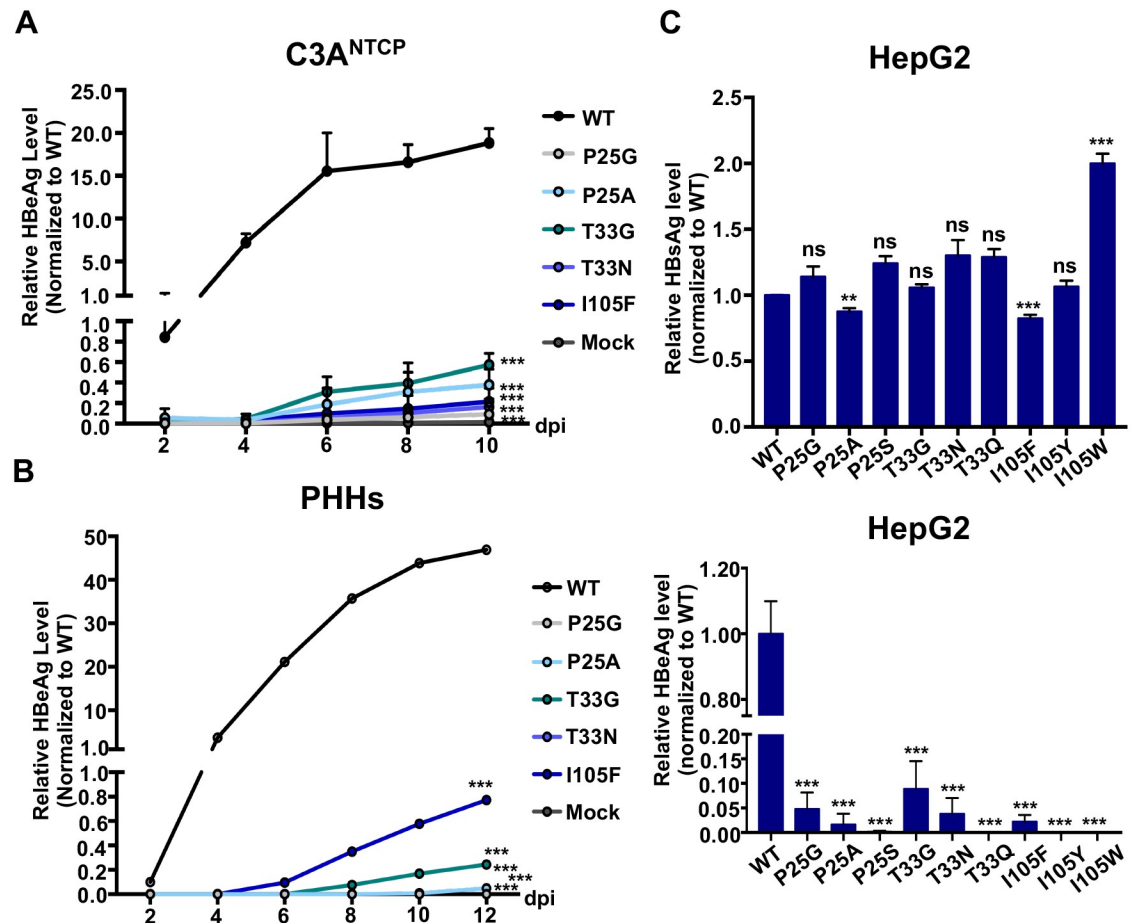 A
C3A^NTCP
Relative HBeAg Level
(Normalized to WT)
25.0
20.0
15.0
10.0
5.0
1.0
1.0
0.8
0.6
0.4
0.2
0.0
2
4
6
8
10
dpi
***
***
***
***
***
WT
P25G
P25A
T33G
T33N
I105F
Mock
B
PHHs
Relative HBeAg Level
(Normalized to WT)
50
40
30
20
10
1.0
1.0
0.8
0.6
0.4
0.2
0.0
2
4
6
8
10
12
dpi
***
***
***
***
***
WT
P25G
P25A
T33G
T33N
I105F
Mock
C
HepG2
Relative HBsAg level
(normalized to WT)
2.5
2.0
1.5
1.0
0.5
0.0
ns
**
ns
ns
ns
ns
***
ns
***
WT
P25G
P25A
P25S
T33G
T33N
T33Q
I105F
I105Y
I105W
HepG2
Relative HBeAg level
(normalized to WT)
1.20
1.00
0.80
0.20
0.15
0.10
0.05
0.00
***
***
***
***
***
***
***
***
***
WT
P25G
P25A
P25S
T33G
T33N
T33Q
I105F
I105Y
I105W